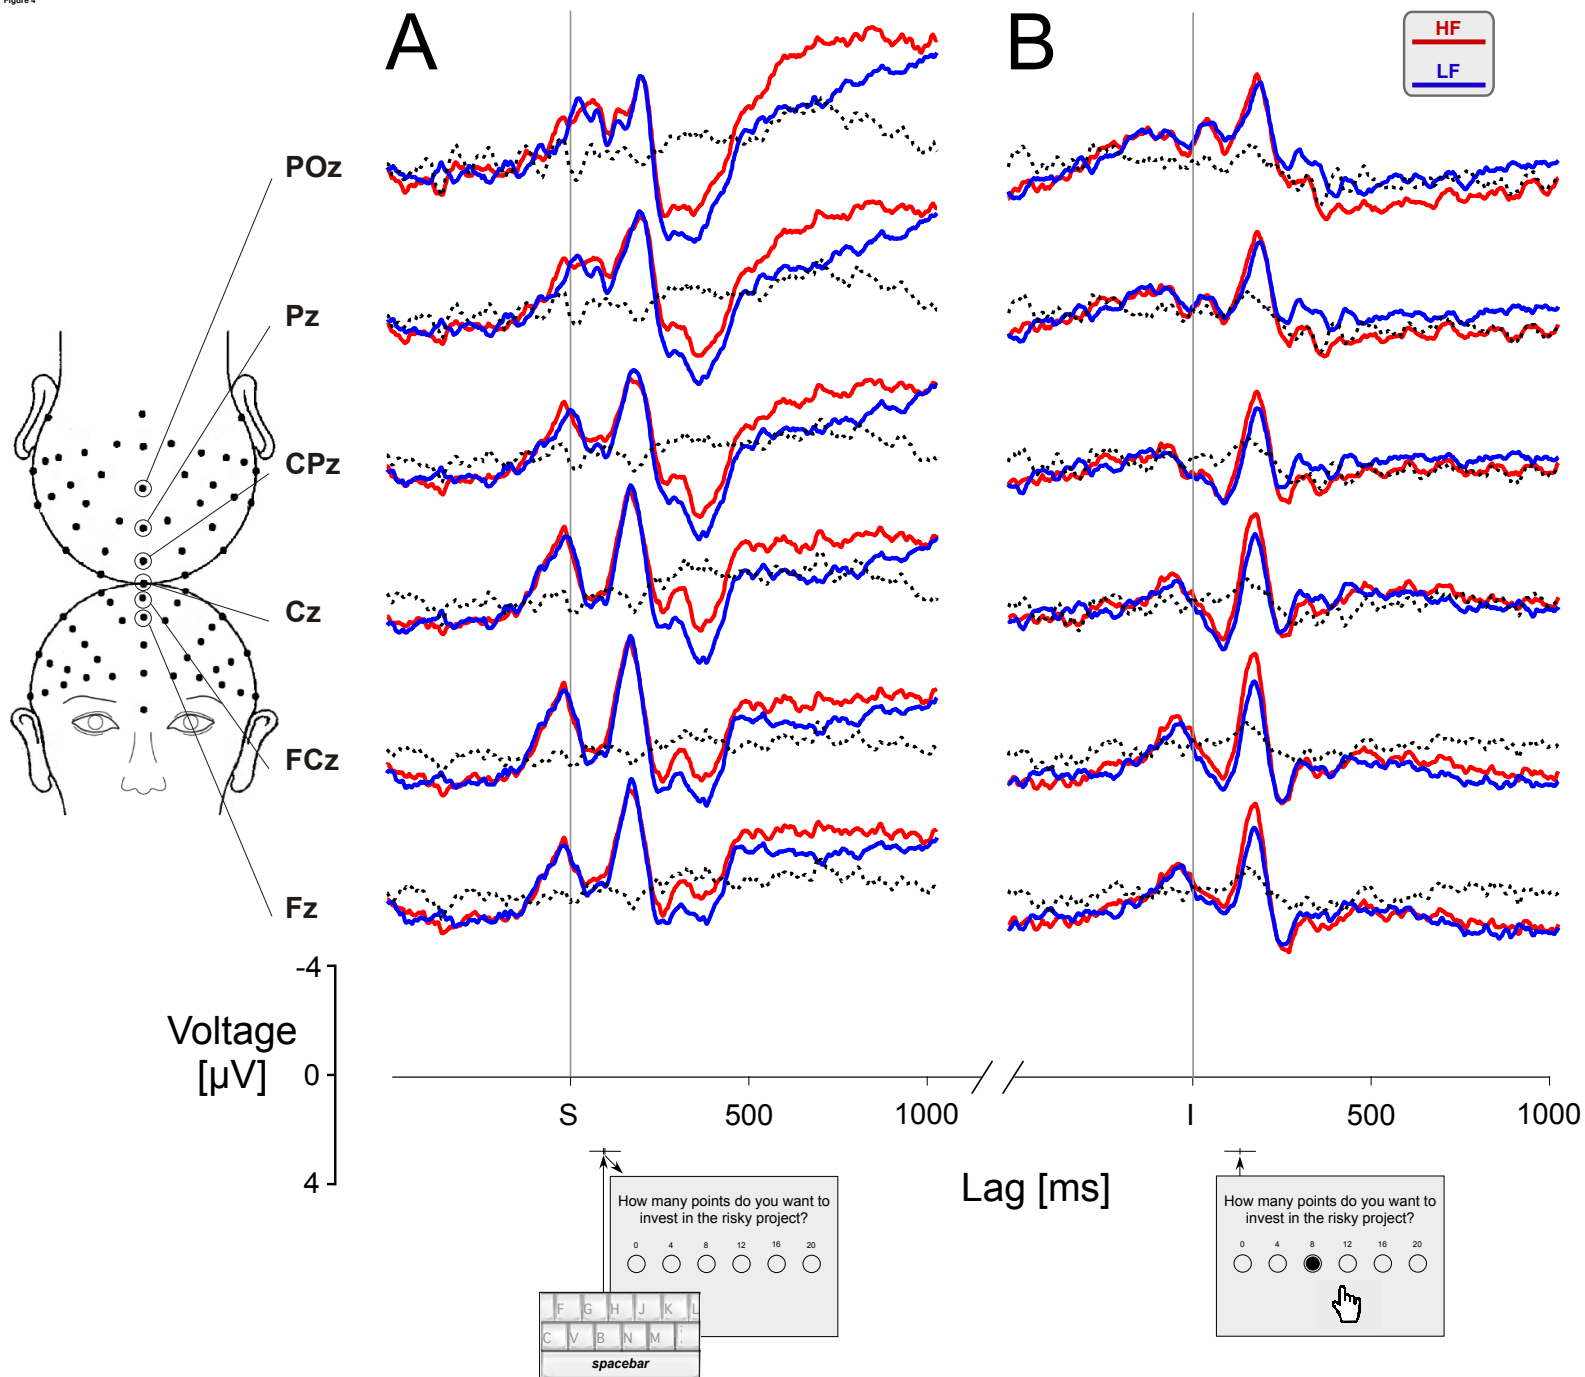 Figure 4
A
B
HF
LF
POz
Pz
CPz
Cz
FCz
Fz
-4
Voltage
[µV]
0
4
S
500
1000
I
500
1000
Lag [ms]
How many points do you want to
invest in the risky project?
0 4 8 12 16 20
F G H J K L
C V B N M ; .
spacebar
How many points do you want to
invest in the risky project?
0 4 8 12 16 20